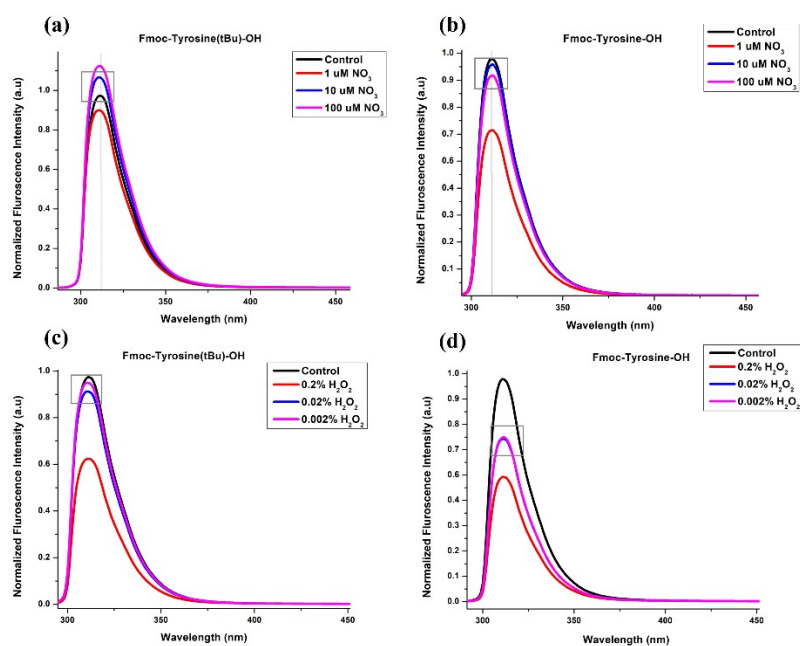 (a)
Fmoc-Tyrosine(tBu)-OH
Control
1 uM NO3
10 uM NO3
100 uM NO3
Normalized Fluroscence Intensity (a.u)
1.0
0.8
0.6
0.4
0.2
0.0
300
350
400
450
Wavelength (nm)
(b)
Fmoc-Tyrosine-OH
Control
1 uM NO3
10 uM NO3
100 uM NO3
Normalized Fluroscence Intensity (a.u)
1.0
0.9
0.8
0.7
0.6
0.5
0.4
0.3
0.2
0.1
300
350
400
450
Wavelength (nm)
(c)
Fmoc-Tyrosine(tBu)-OH
Control
0.2% H2O2
0.02% H2O2
0.002% H2O2
Normalized Fluroscence Intensity (a.u)
1.0
0.8
0.6
0.4
0.2
0.0
300
350
400
450
Wavelength (nm)
(d)
Fmoc-Tyrosine-OH
Control
0.2% H2O2
0.02% H2O2
0.002% H2O2
Normalized Fluroscence Intensity (a.u)
1.0
0.9
0.8
0.7
0.6
0.5
0.4
0.3
0.2
0.1
0.0
300
350
400
450
Wavelength (nm)